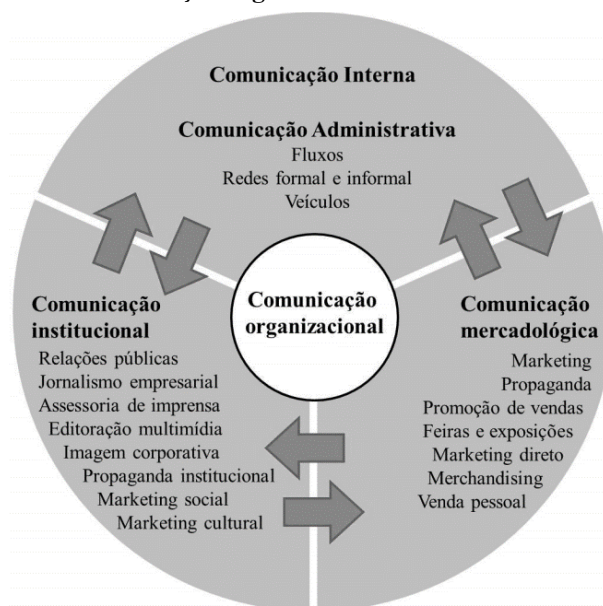 Comunicação Interna
Comunicação Administrativa
Fluxos
Redes formal e informal
Veículos
Comunicação
organizacional
Comunicação
institucional
Relações públicas
Jornalismo empresarial
Assessoria de imprensa
Editoração multimídia
Imagem corporativa
Propaganda institucional
Marketing social
Marketing cultural
Comunicação
mercadológica
Marketing
Propaganda
Promoção de vendas
Feiras e exposições
Marketing direto
Merchandising
Venda pessoal